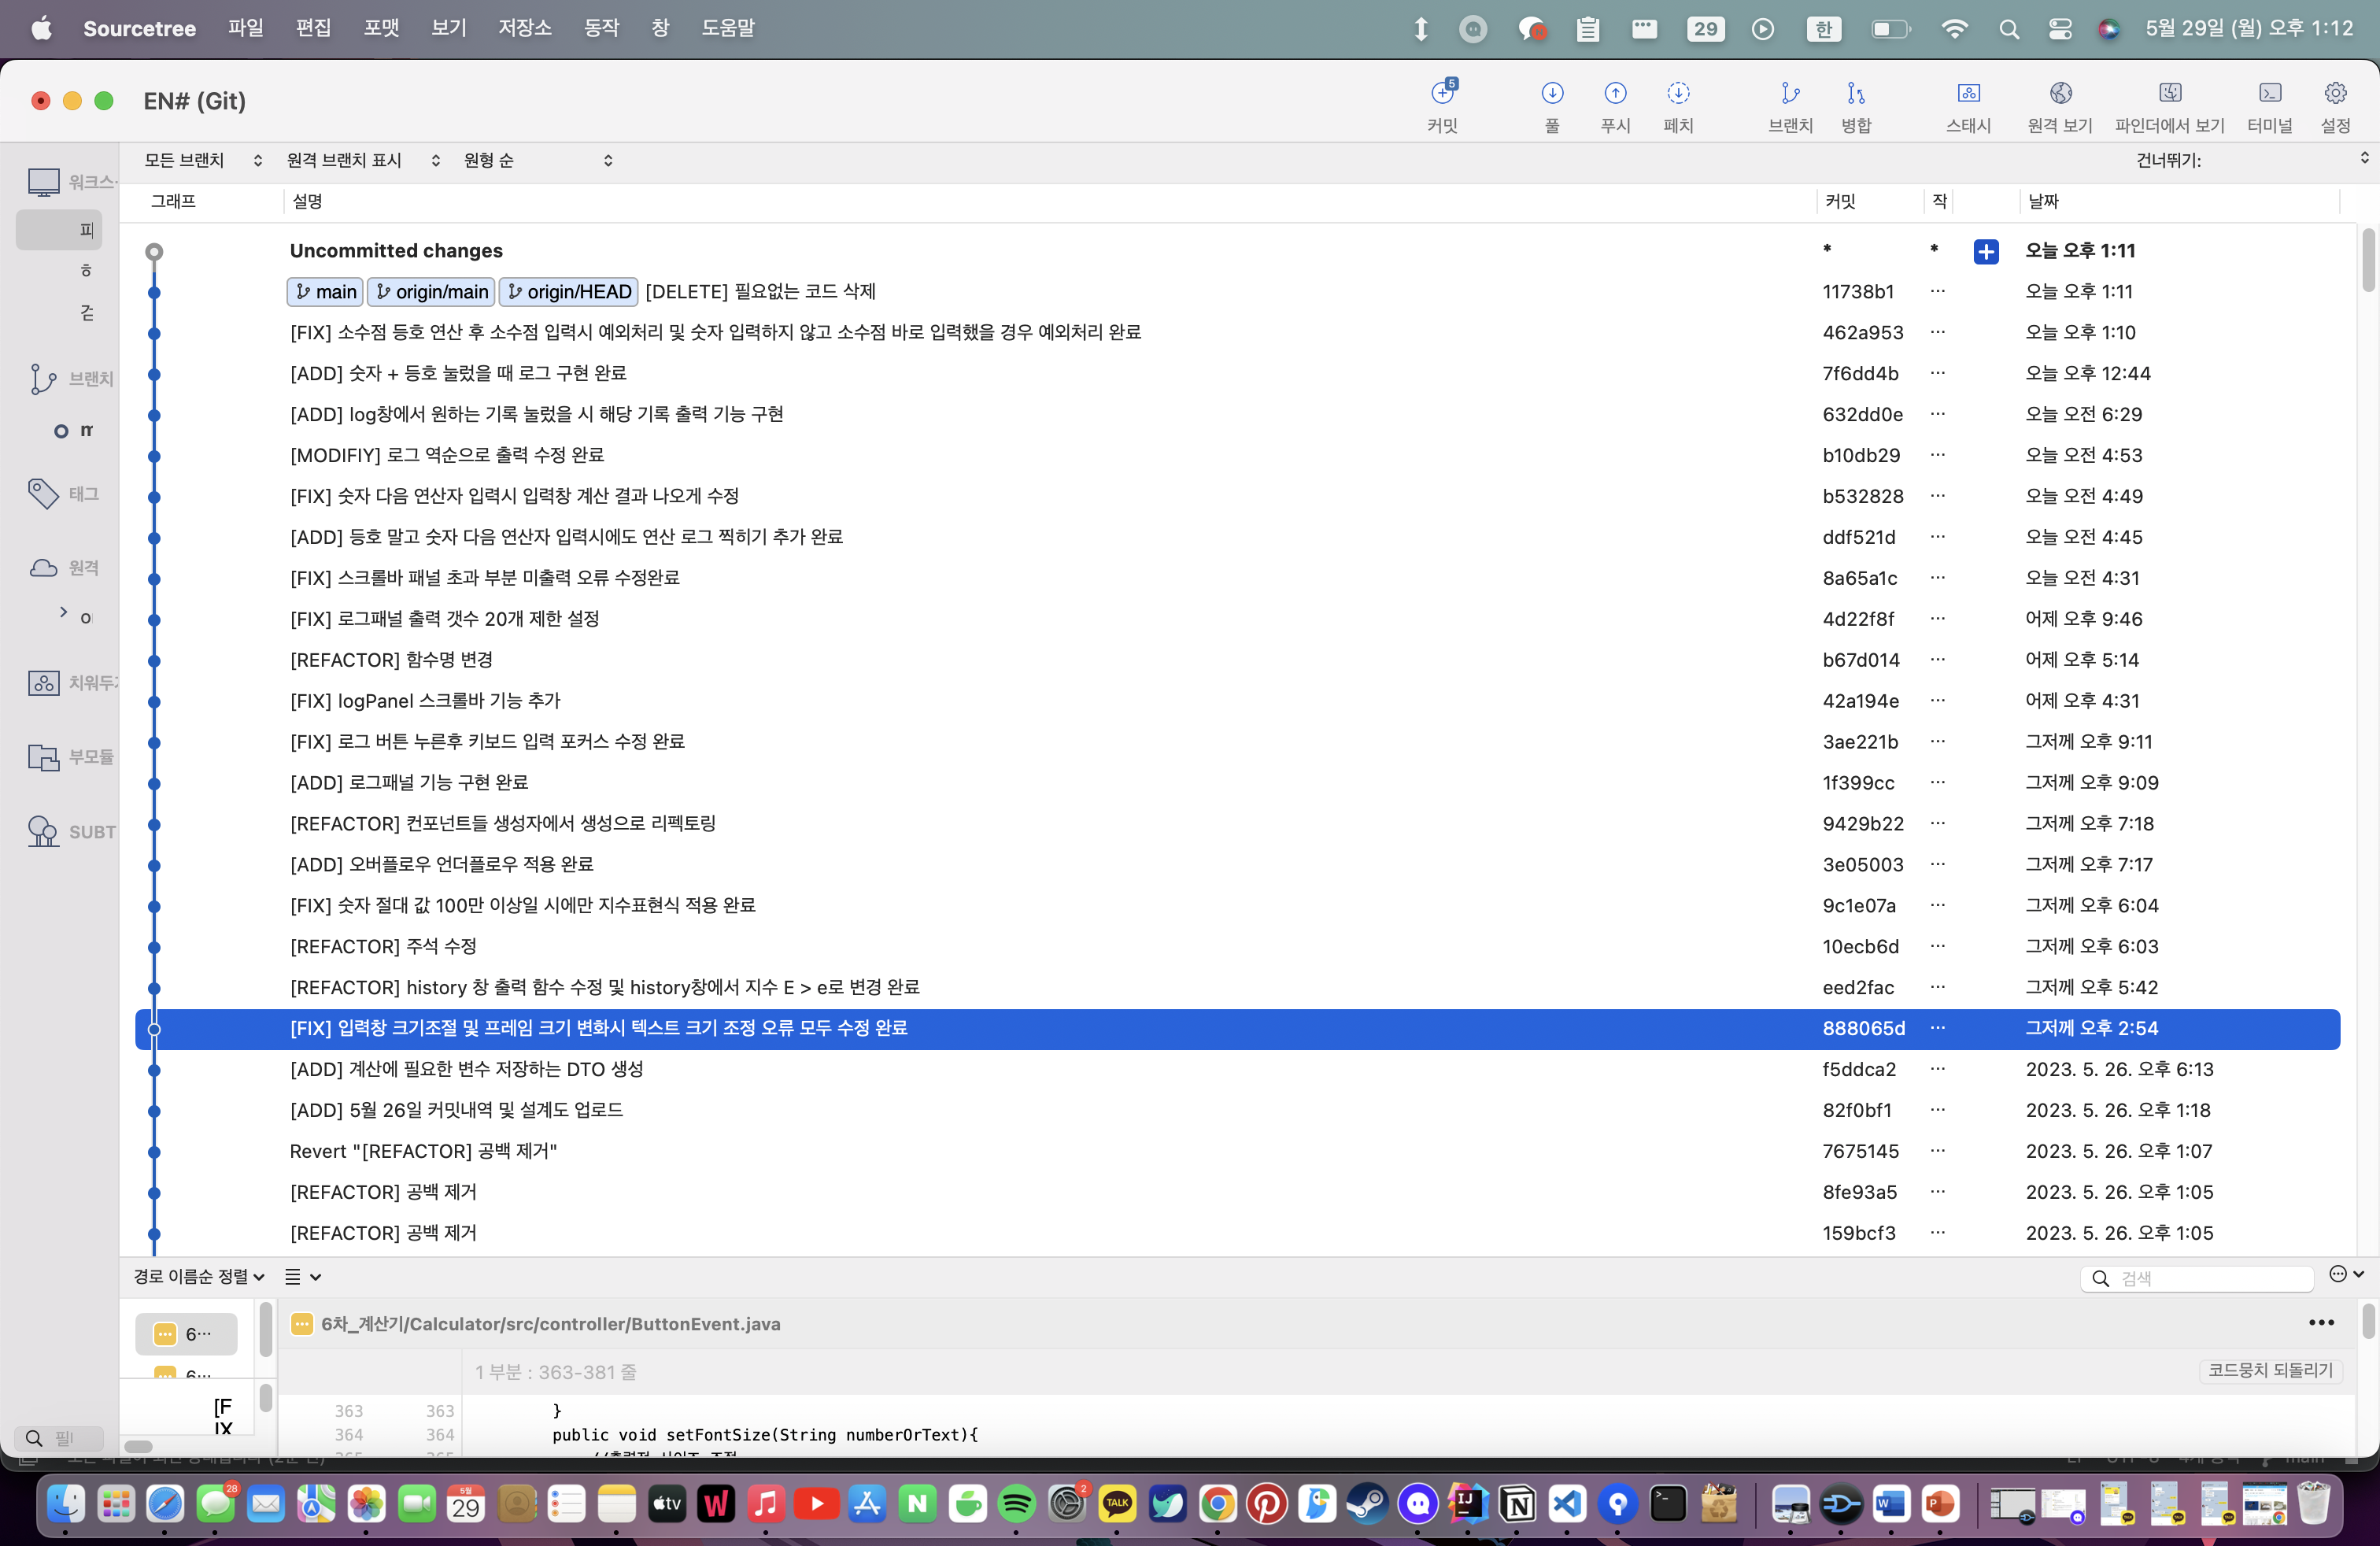 Sourcetree 파일 편집 포맷 보기 저장소 동작 창 도움말 29 한 5월 29일 (월) 오후 1:12
EN# (Git)
5
커밋 풀 푸시 페치 브랜치 병합 스태시 원격 보기 파인더에서 보기 터미널 설정
모든 브랜치 원격 브랜치 표시 원형 순 건너뛰기:
그래프 설명 커밋 작 날짜
브랜치
태그
원격
부모듈
SUBT
Uncommitted changes * * 오늘 오후 1:11
main origin/main origin/HEAD [DELETE] 필요없는 코드 삭제 11738b1 ... 오늘 오후 1:11
[FIX] 소수점 등호 연산 후 소수점 입력시 예외처리 및 숫자 입력하지 않고 소수점 바로 입력했을 경우 예외처리 완료 462a953 ... 오늘 오후 1:10
[ADD] 숫자 + 등호 눌렀을 때 로그 구현 완료 7f6dd4b ... 오늘 오후 12:44
[ADD] log창에서 원하는 기록 눌렀을 시 해당 기록 출력 기능 구현 632dd0e ... 오늘 오전 6:29
[MODIFIY] 로그 역순으로 출력 수정 완료 b10db29 ... 오늘 오전 4:53
[FIX] 숫자 다음 연산자 입력시 입력창 계산 결과 나오게 수정 b532828 ... 오늘 오전 4:49
[ADD] 등호 말고 숫자 다음 연산자 입력시에도 연산 로그 찍히기 추가 완료 ddf521d ... 오늘 오전 4:45
[FIX] 스크롤바 패널 초과 부분 미출력 오류 수정완료 8a65a1c ... 오늘 오전 4:31
[FIX] 로그패널 출력 갯수 20개 제한 설정 4d22f8f ... 어제 오후 9:46
[REFACTOR] 함수명 변경 b67d014 ... 어제 오후 5:14
[FIX] logPanel 스크롤바 기능 추가 42a194e ... 어제 오후 4:31
[FIX] 로그 버튼 누른후 키보드 입력 포커스 수정 완료 3ae221b ... 그저께 오후 9:11
[ADD] 로그패널 기능 구현 완료 1f399cc ... 그저께 오후 9:09
[REFACTOR] 컨포넌트들 생성자에서 생성으로 리펙토링 9429b22 ... 그저께 오후 7:18
[ADD] 오버플로우 언더플로우 적용 완료 3e05003 ... 그저께 오후 7:17
[FIX] 숫자 절대 값 100만 이상일 시에만 지수표현식 적용 완료 9c1e07a ... 그저께 오후 6:04
[REFACTOR] 주석 수정 10ecb6d ... 그저께 오후 6:03
[REFACTOR] history 창 출력 함수 수정 및 history창에서 지수 E > e로 변경 완료 eed2fac ... 그저께 오후 5:42
[FIX] 입력창 크기조절 및 프레임 크기 변화시 텍스트 크기 조정 오류 모두 수정 완료 888065d ... 그저께 오후 2:54
[ADD] 계산에 필요한 변수 저장하는 DTO 생성 f5ddca2 ... 2023. 5. 26. 오후 6:13
[ADD] 5월 26일 커밋내역 및 설계도 업로드 82f0bf1 ... 2023. 5. 26. 오후 1:18
Revert "[REFACTOR] 공백 제거" 7675145 ... 2023. 5. 26. 오후 1:07
[REFACTOR] 공백 제거 8fe93a5 ... 2023. 5. 26. 오후 1:05
[REFACTOR] 공백 제거 159bcf3 ... 2023. 5. 26. 오후 1:05
경로 이름순 정렬 검색
6...
6차_계산기/Calculator/src/controller/ButtonEvent.java
1 부분 : 363-381 줄 코드뭉치 되돌리기
[F
IX
363 363 }
364 364 public void setFontSize(String numberOrText){
28 5월 29 tv W N 2 TALK IJ N W P